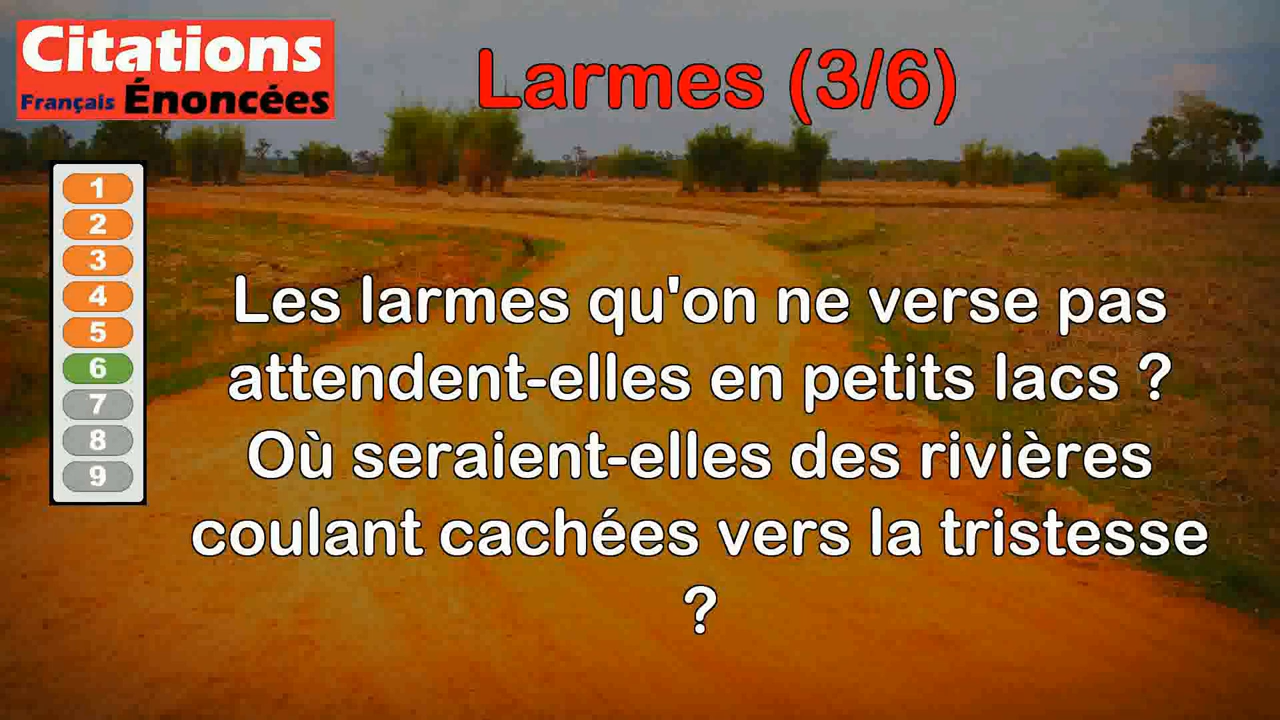 Citations
Français Énoncées
Larmes (3/6)
1
2
3
4
5
6
7
8
9
Les larmes qu'on ne verse pas
attendent-elles en petits lacs ?
Où seraient-elles des rivières
coulant cachées vers la tristesse
?